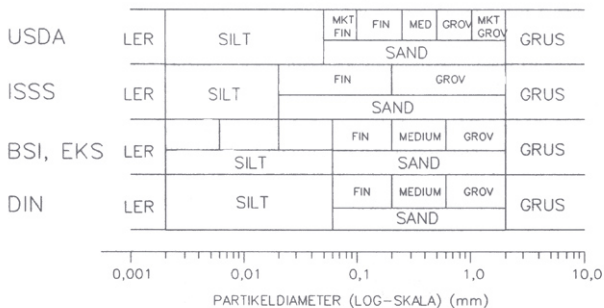 MKT FIN FIN MED GROV MKT GROV
USDA LER SILT SAND GRUS
FIN GROV
ISSS LER SILT SAND GRUS
FIN MEDIUM GROV
BSI, EKS LER SILT SAND GRUS
FIN MEDIUM GROV
DIN LER SILT SAND GRUS
0,001 0,01 0,1 1,0 10,0
PARTIKELDIAMETER (LOG-SKALA) (mm)